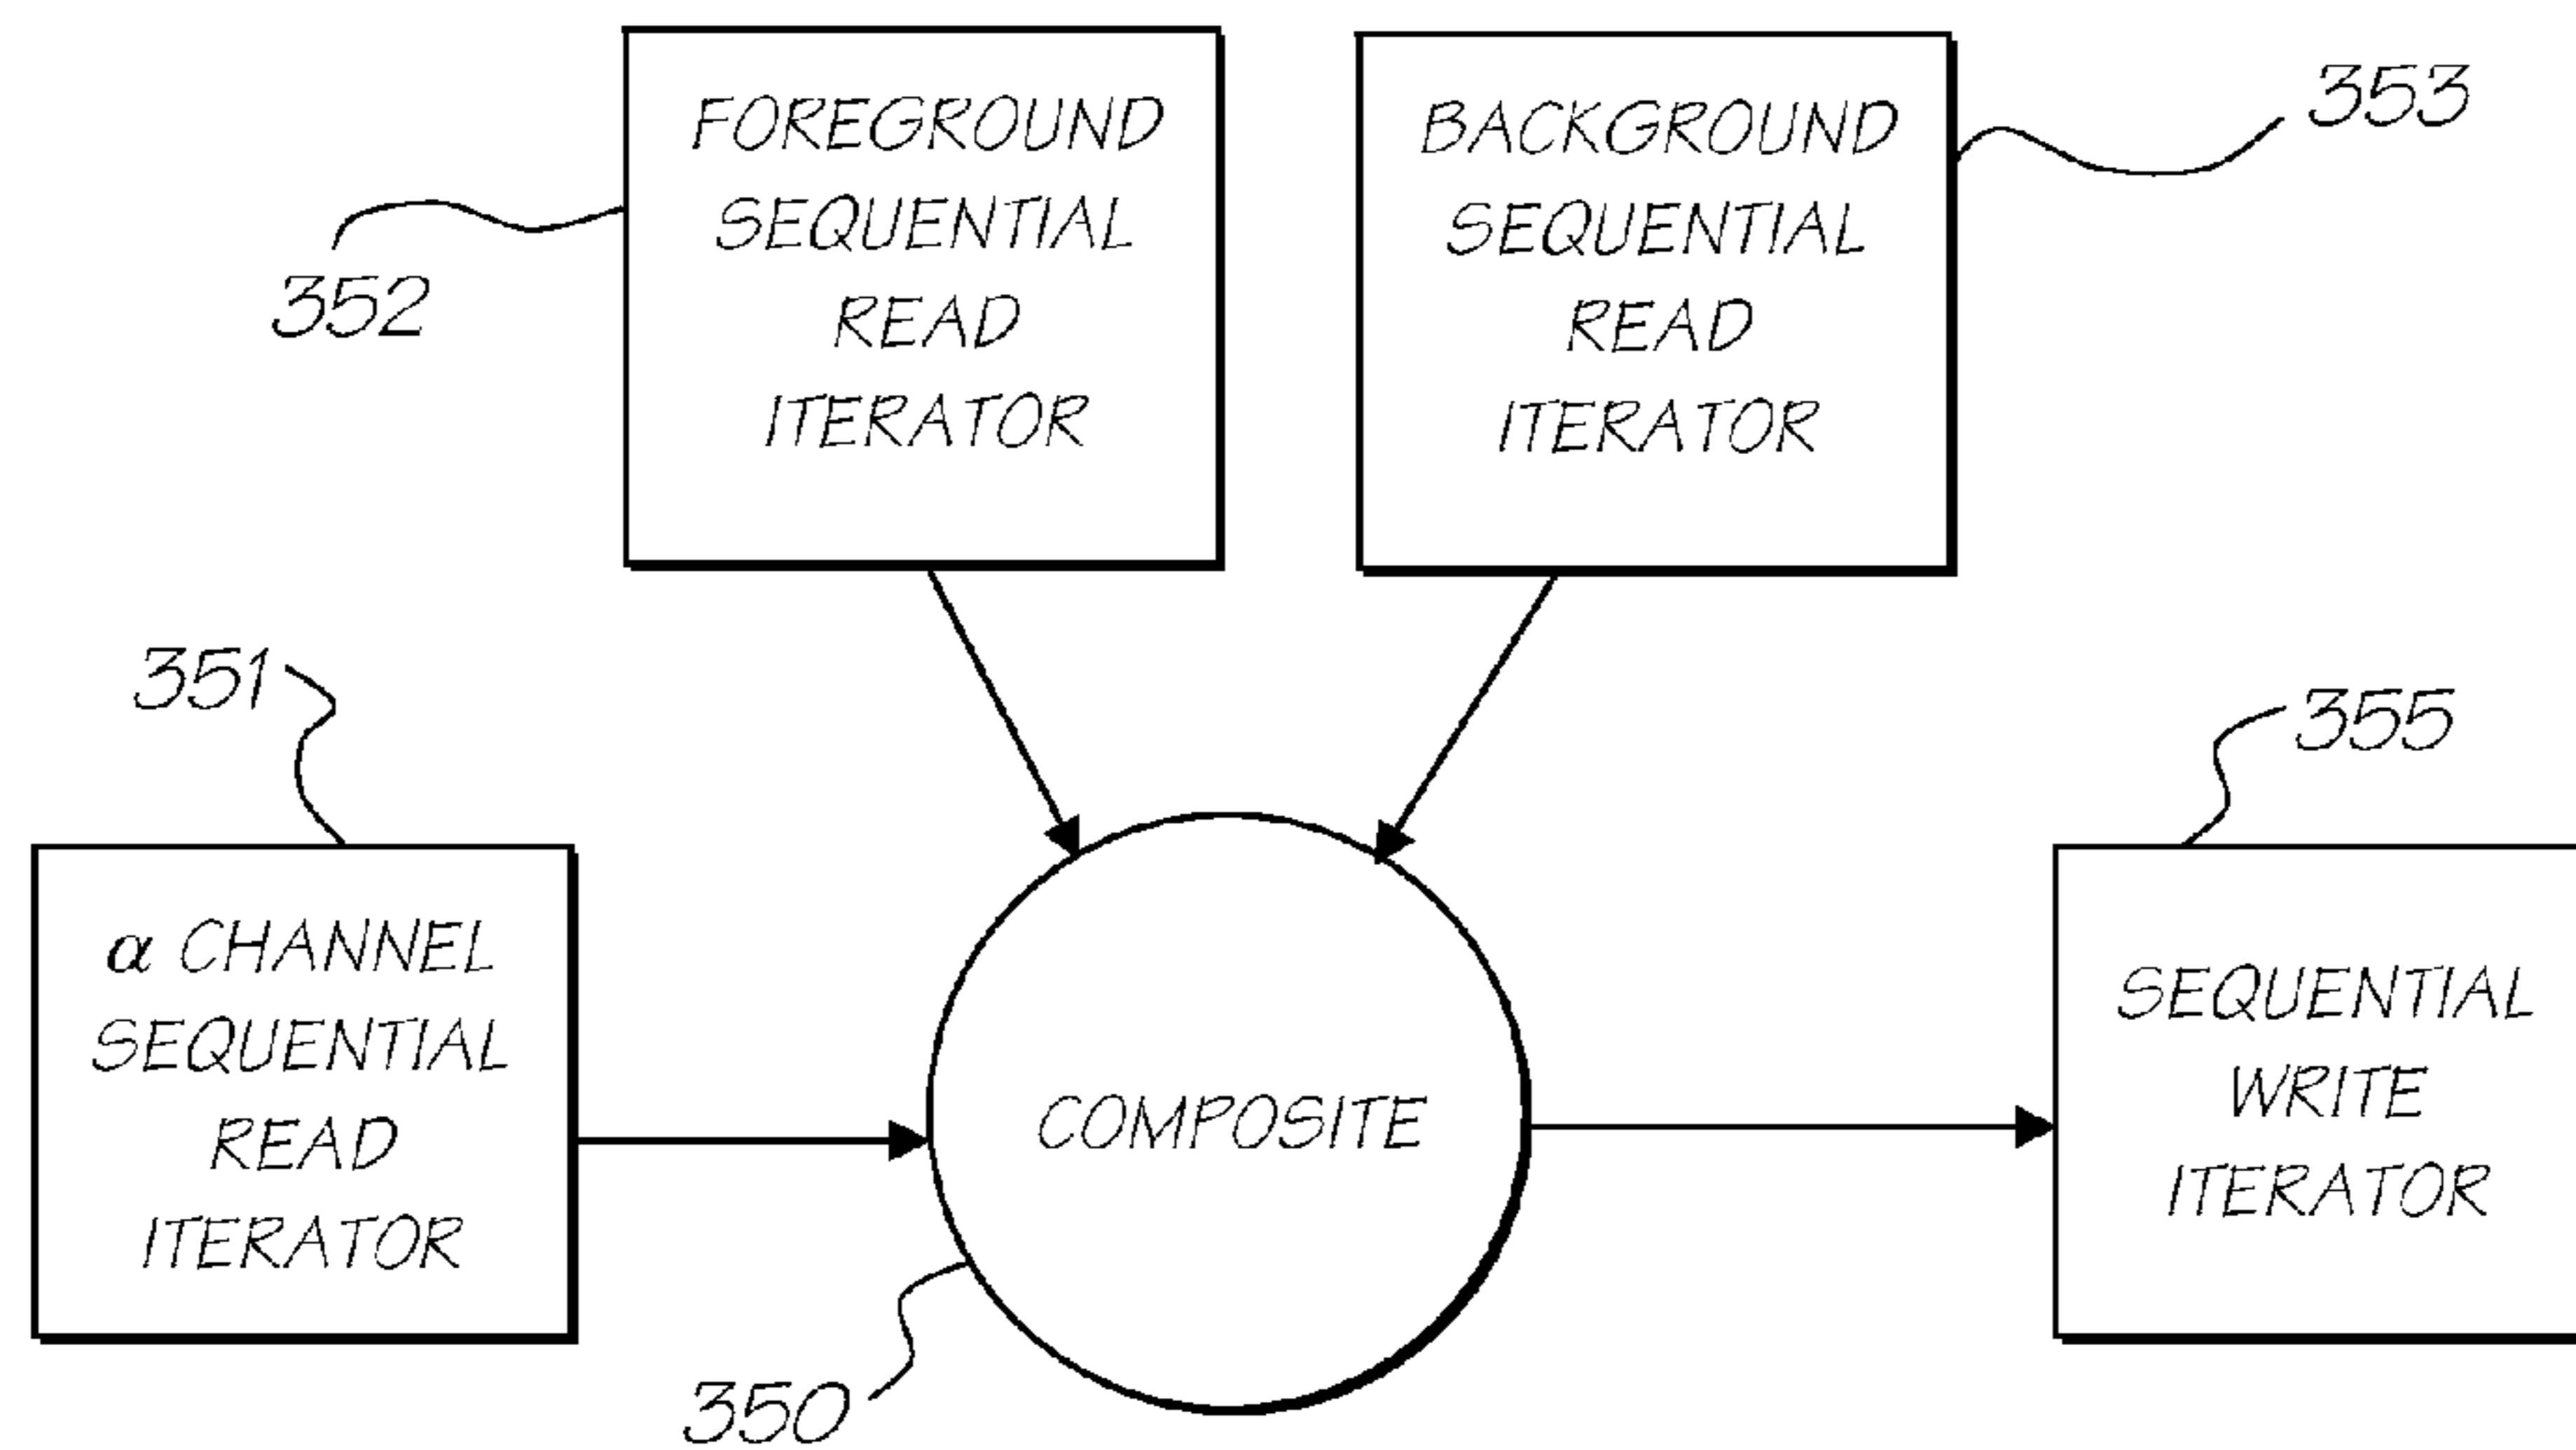 FOREGROUND
SEQUENTIAL
READ
ITERATOR
352
BACKGROUND
SEQUENTIAL
READ
ITERATOR
353
351
α CHANNEL
SEQUENTIAL
READ
ITERATOR
COMPOSITE
350
355
SEQUENTIAL
WRITE
ITERATOR